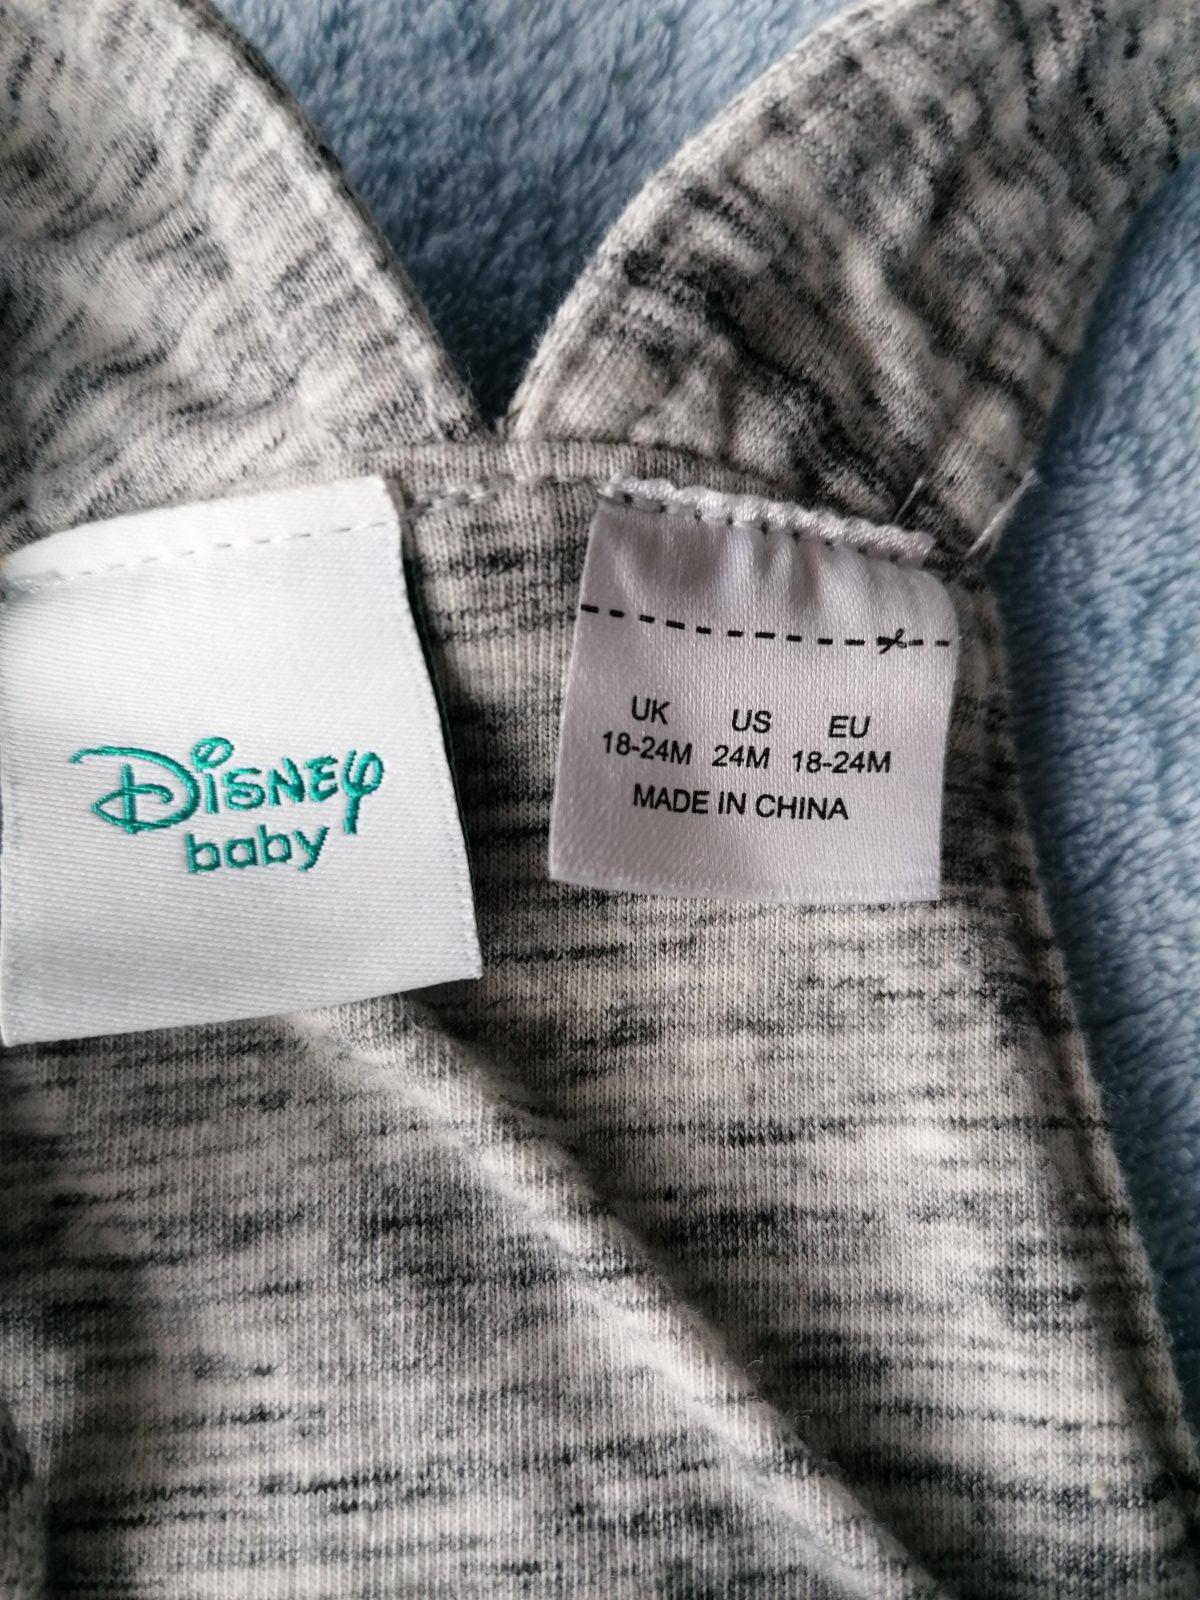 DISNEY
baby
UK US EU
18-24M 24M 18-24M
MADE IN CHINA